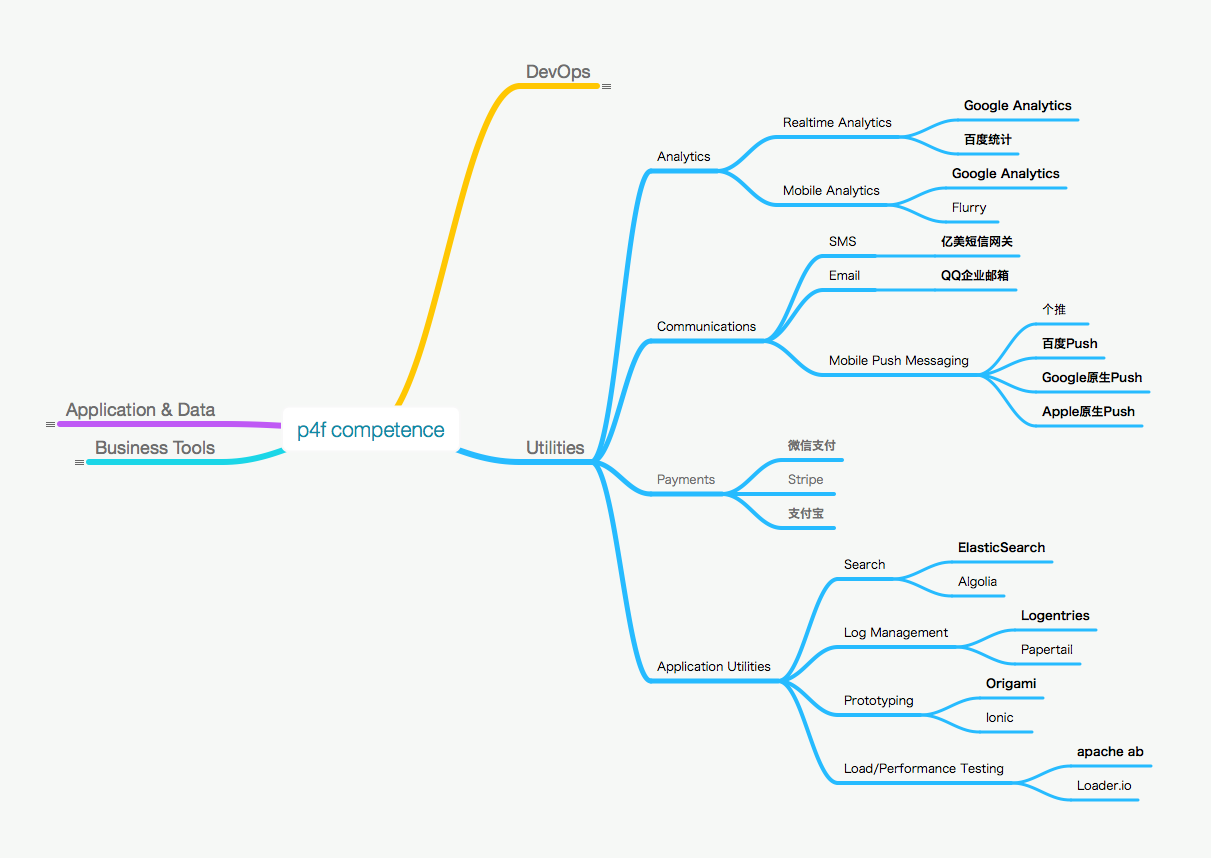 DevOps
Google Analytics
Realtime Analytics
百度统计
Analytics
Google Analytics
Mobile Analytics
Flurry
SMS
亿美短信网关
Email
QQ企业邮箱
Communications
个推
百度Push
Mobile Push Messaging
Google原生Push
Apple原生Push
Application & Data
p4f competence
Business Tools
Utilities
微信支付
Payments
Stripe
支付宝
ElasticSearch
Search
Algolia
Logentries
Log Management
Papertail
Application Utilities
Origami
Prototyping
Ionic
apache ab
Load/Performance Testing
Loader.io